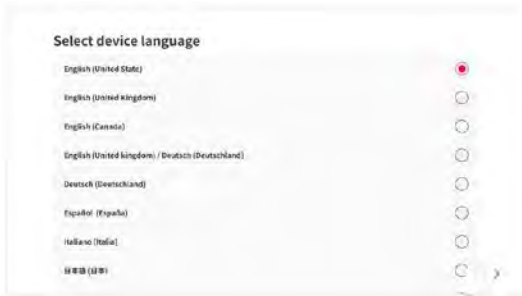 Select device language
English (United State)
English (United Kingdom)
English (Canada)
English (United kingdom) / Deutsch (Deutschland)
Deutsch (Deutschland)
Español (España)
Italiano (Italia)
日本語 (日本)